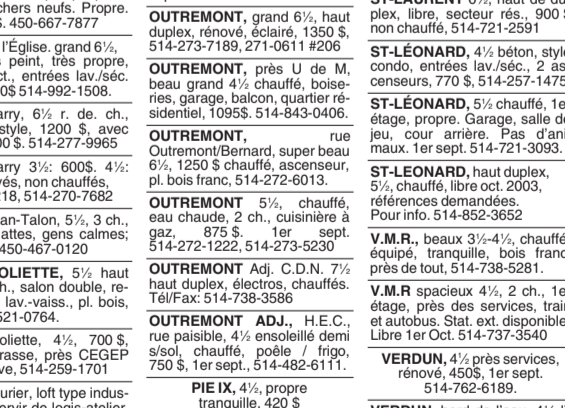 chers neufs. Propre.
$. 450-667-7877
l'Église. grand 6½,
s peint, très propre,
ct., entrées lav./séc.
0$ 514-992-1508.
arry, 6½ r. de. ch.,
style, 1200 $, avec
00 $. 514-277-9965
arry 3½: 600$. 4½:
vés, non chauffés,
218, 514-270-7682
an-Talon, 5½, 3 ch.,
attes, gens calmes;
450-467-0120
OLIETTE, 5½ haut
h., salon double, re-
lav.-vaiss., pl. bois,
521-0764.
oliette, 4½, 700 $,
rasse, près CEGEP
ve, 514-259-1701
urier, loft type indus-
ervir de logis-atelier
OUTREMONT, grand 6½, haut
duplex, rénové, éclairé, 1350 $,
514-273-7189, 271-0611 #206
OUTREMONT, près U de M,
beau grand 4½ chauffé, boise-
ries, garage, balcon, quartier ré-
sidentiel, 1095$. 514-843-0406.
OUTREMONT, rue
Outremont/Bernard, super beau
6½, 1250 $ chauffé, ascenseur,
pl. bois franc, 514-272-6013.
OUTREMONT 5½, chauffé,
eau chaude, 2 ch., cuisinière à
gaz, 875 $. 1er sept.
514-272-1222, 514-273-5230
OUTREMONT Adj. C.D.N. 7½
haut duplex, électros, chauffés.
Tél/Fax: 514-738-3586
OUTREMONT ADJ., H.E.C.,
rue paisible, 4½ ensoleillé demi
s/sol, chauffé, poêle / frigo,
750 $, 1er sept., 514-482-6111.
PIE IX, 4½, propre
tranquille, 420 $
ST-LAURENT 6½, haut de du-
plex, libre, secteur rés., 900 $
non chauffé, 514-721-2591
ST-LÉONARD, 4½ béton, style
condo, entrées lav./séc., 2 as-
censeurs, 770 $, 514-257-1475
ST-LÉONARD, 5½ chauffé, 1e
étage, propre. Garage, salle de
jeu, cour arrière. Pas d'ani
maux. 1er sept. 514-721-3093.
ST-LEONARD, haut duplex,
5½, chauffé, libre oct. 2003,
références demandées.
Pour info. 514-852-3652
V.M.R., beaux 3½-4½, chauffé
équipé, tranquille, bois franc
près de tout, 514-738-5281.
V.M.R spacieux 4½, 2 ch., 1e
étage, près des services, train
et autobus. Stat. ext. disponible
Libre 1er Oct. 514-737-3540
VERDUN, 4½ près services,
rénové, 450$, 1er sept.
514-762-6189.